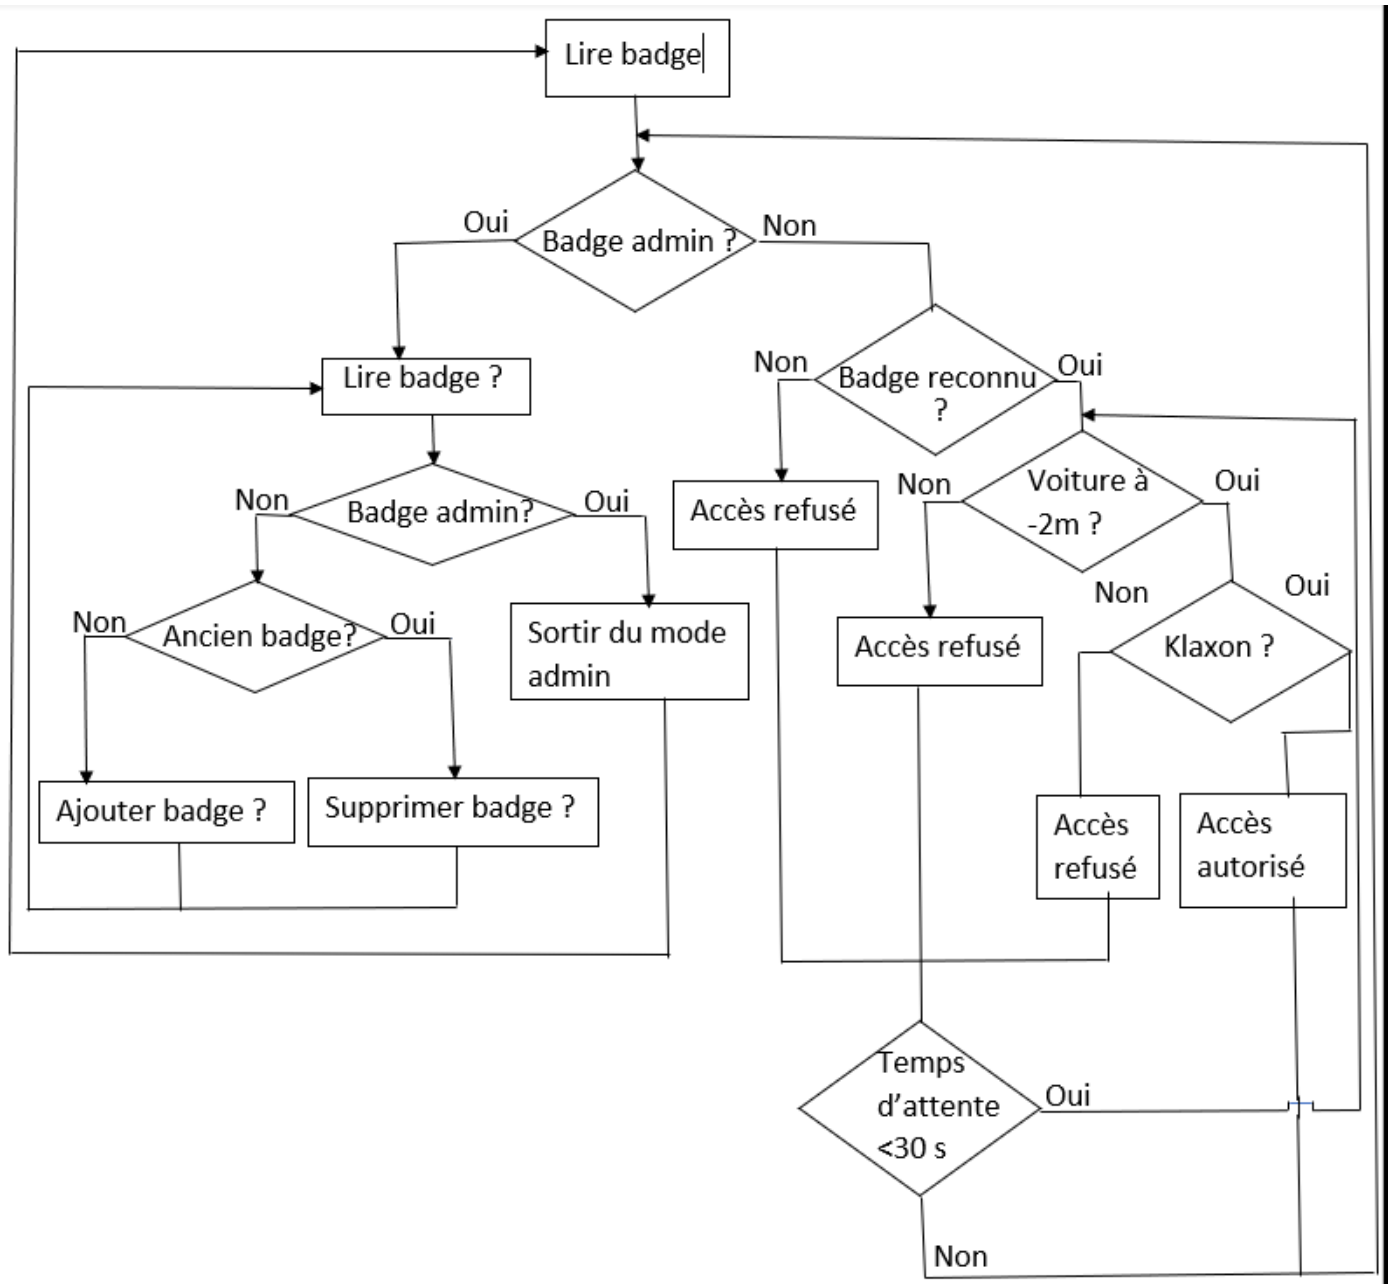 Lire badge
Oui
Non
Badge admin ?
Lire badge ?
Non
Oui
Badge reconnu
?
Non
Badge admin?
Oui
Accès refusé
Non
Voiture à
-2m ?
Oui
Non
Ancien badge?
Oui
Sortir du mode
admin
Accès refusé
Non
Oui
Klaxon ?
Ajouter badge ?
Supprimer badge ?
Accès
refusé
Accès
autorisé
Temps
d’attente
<30 s
Oui
Non